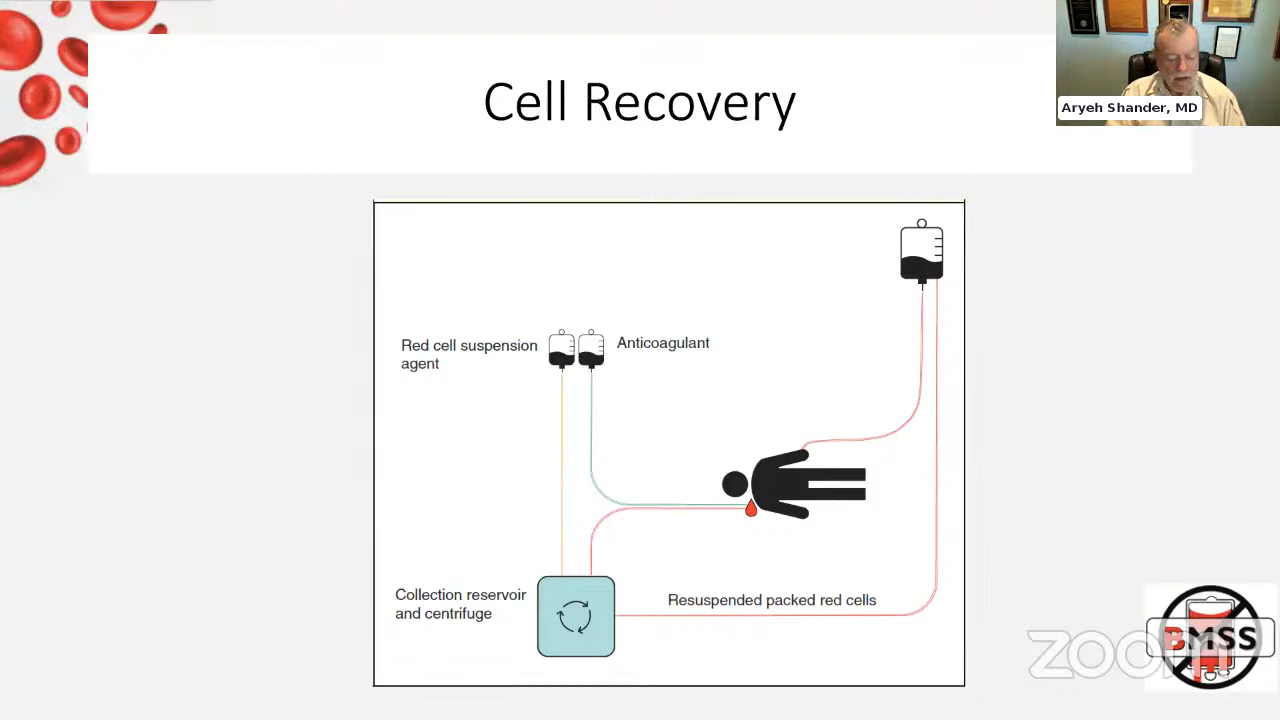 Cell Recovery
Aryeh Shander, MD
Red cell suspension
agent
Anticoagulant
Collection reservoir
and centrifuge
Resuspended packed red cells
zoom
BMSS